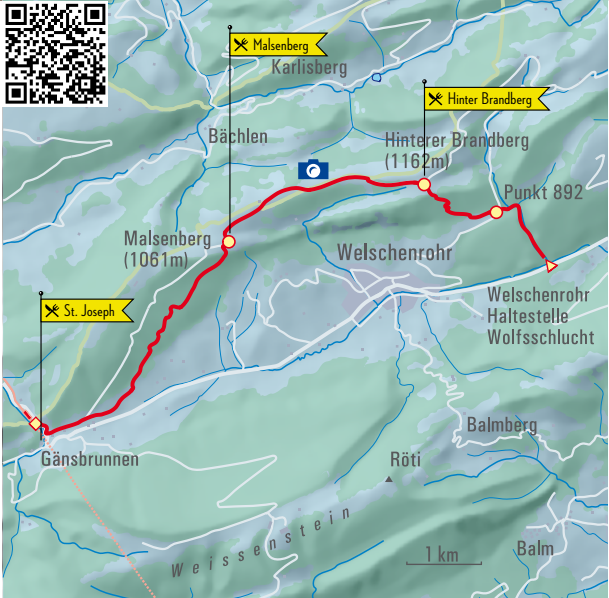 Malsenberg
Karlisberg
Hinter Brandberg
Bächlen
Hinterer Brandberg
(1162m)
Punkt 892
Malsenberg
(1061m)
Welschenrohr
Welschenrohr
Haltestelle
Wolfsschlucht
St. Joseph
Gänsbrunnen
Balmberg
Röti
Weissenstein
1 km
Balm